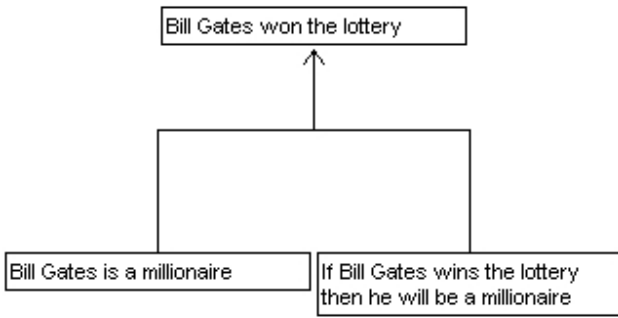 Bill Gates won the lottery
Bill Gates is a millionaire
If Bill Gates wins the lottery
then he will be a millionaire